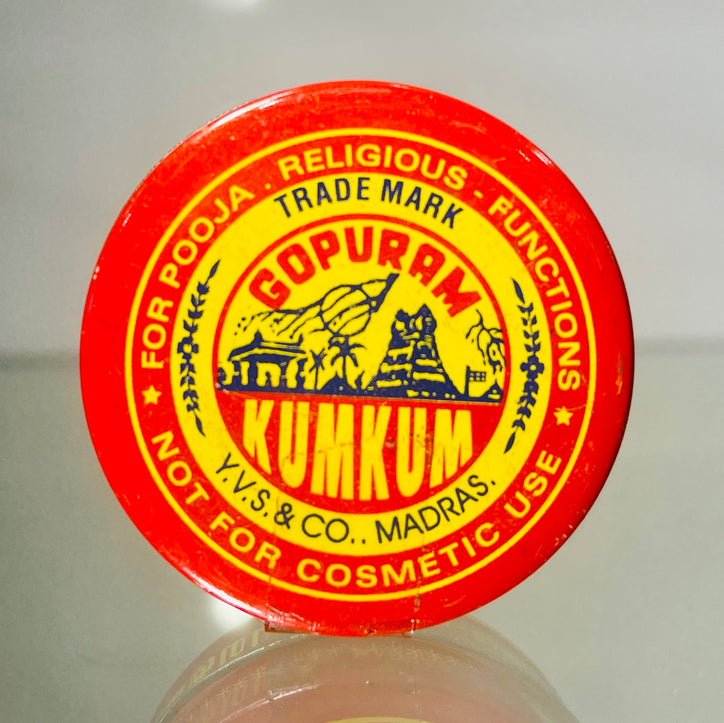 FOR POOJA . RELIGIOUS - FUNCTIONS
TRADE MARK
GOPURAM
KUMKUM
Y.V.S. & CO.. MADRAS.
NOT FOR COSMETIC USE